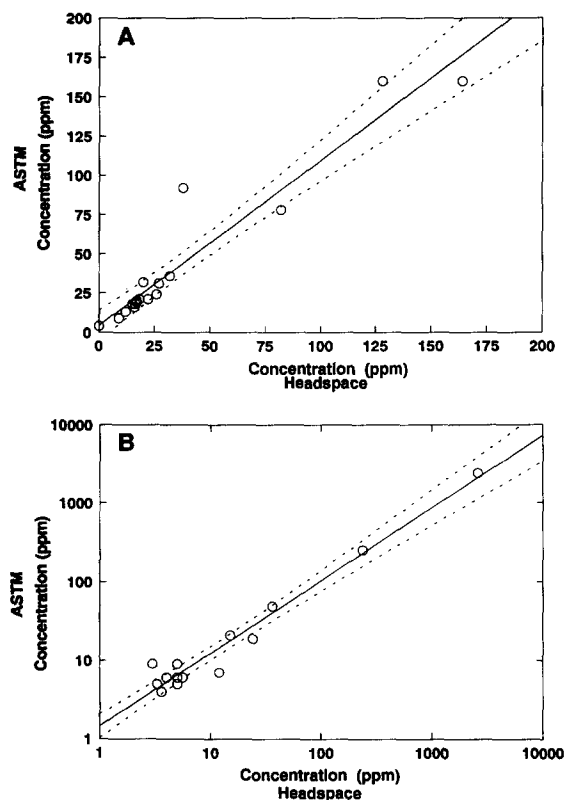 A
200
175
150
125
100
75
50
25
0
ASTM
Concentration (ppm)
0 25 50 75 100 125 150 175 200
Concentration (ppm)
Headspace
B
10000
1000
100
10
1
ASTM
Concentration (ppm)
1 10 100 1000 10000
Concentration (ppm)
Headspace